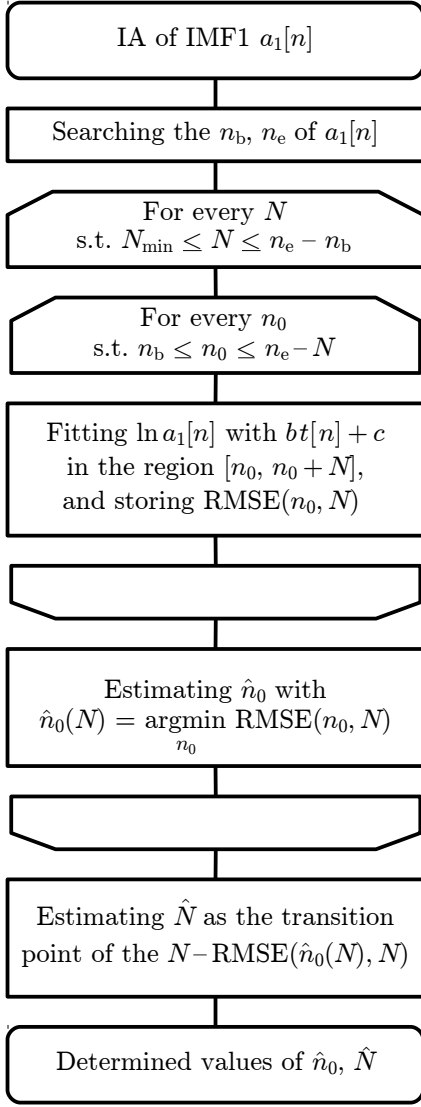 IA of IMF1 a₁[n]
Searching the n_b, n_e of a₁[n]
For every N
s.t. N_min ≤ N ≤ n_e – n_b
For every n₀
s.t. n_b ≤ n₀ ≤ n_e – N
Fitting ln a₁[n] with bt[n] + c
in the region [n₀, n₀ + N],
and storing RMSE(n₀, N)
Estimating n̂₀ with
n̂₀(N) = argmin RMSE(n₀, N)
n₀
Estimating N̂ as the transition
point of the N – RMSE(n̂₀(N), N)
Determined values of n̂₀, N̂